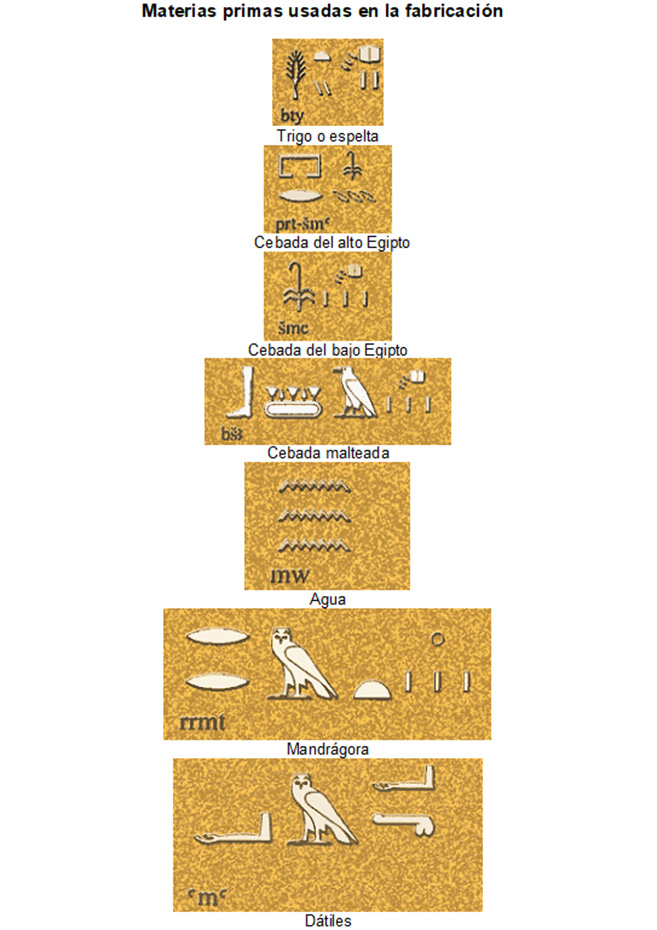 Materias primas usadas en la fabricación
bty
Trigo o espelta
prt-šmꜥ
Cebada del alto Egipto
šmc
Cebada del bajo Egipto
bšꜣ
Cebada malteada
mw
Agua
rrmt
Mandrágora
ꜥmꜥ
Dátiles